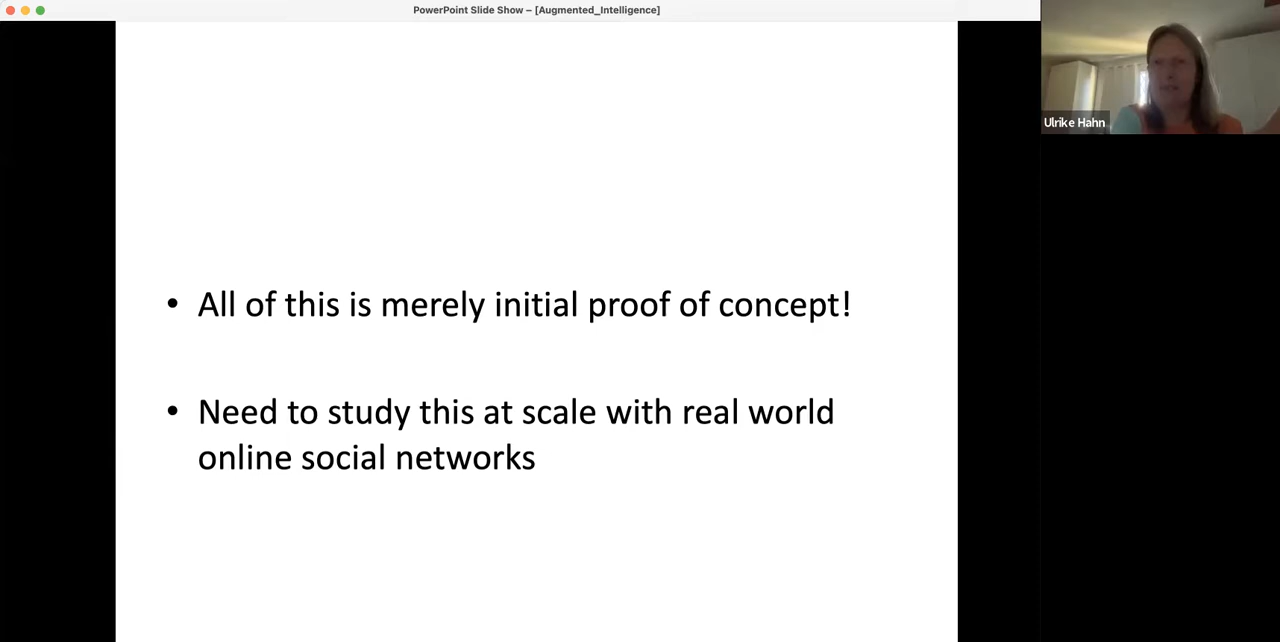 PowerPoint Slide Show – [Augmented_Intelligence]
Ulrike Hahn
• All of this is merely initial proof of concept!
• Need to study this at scale with real world
online social networks